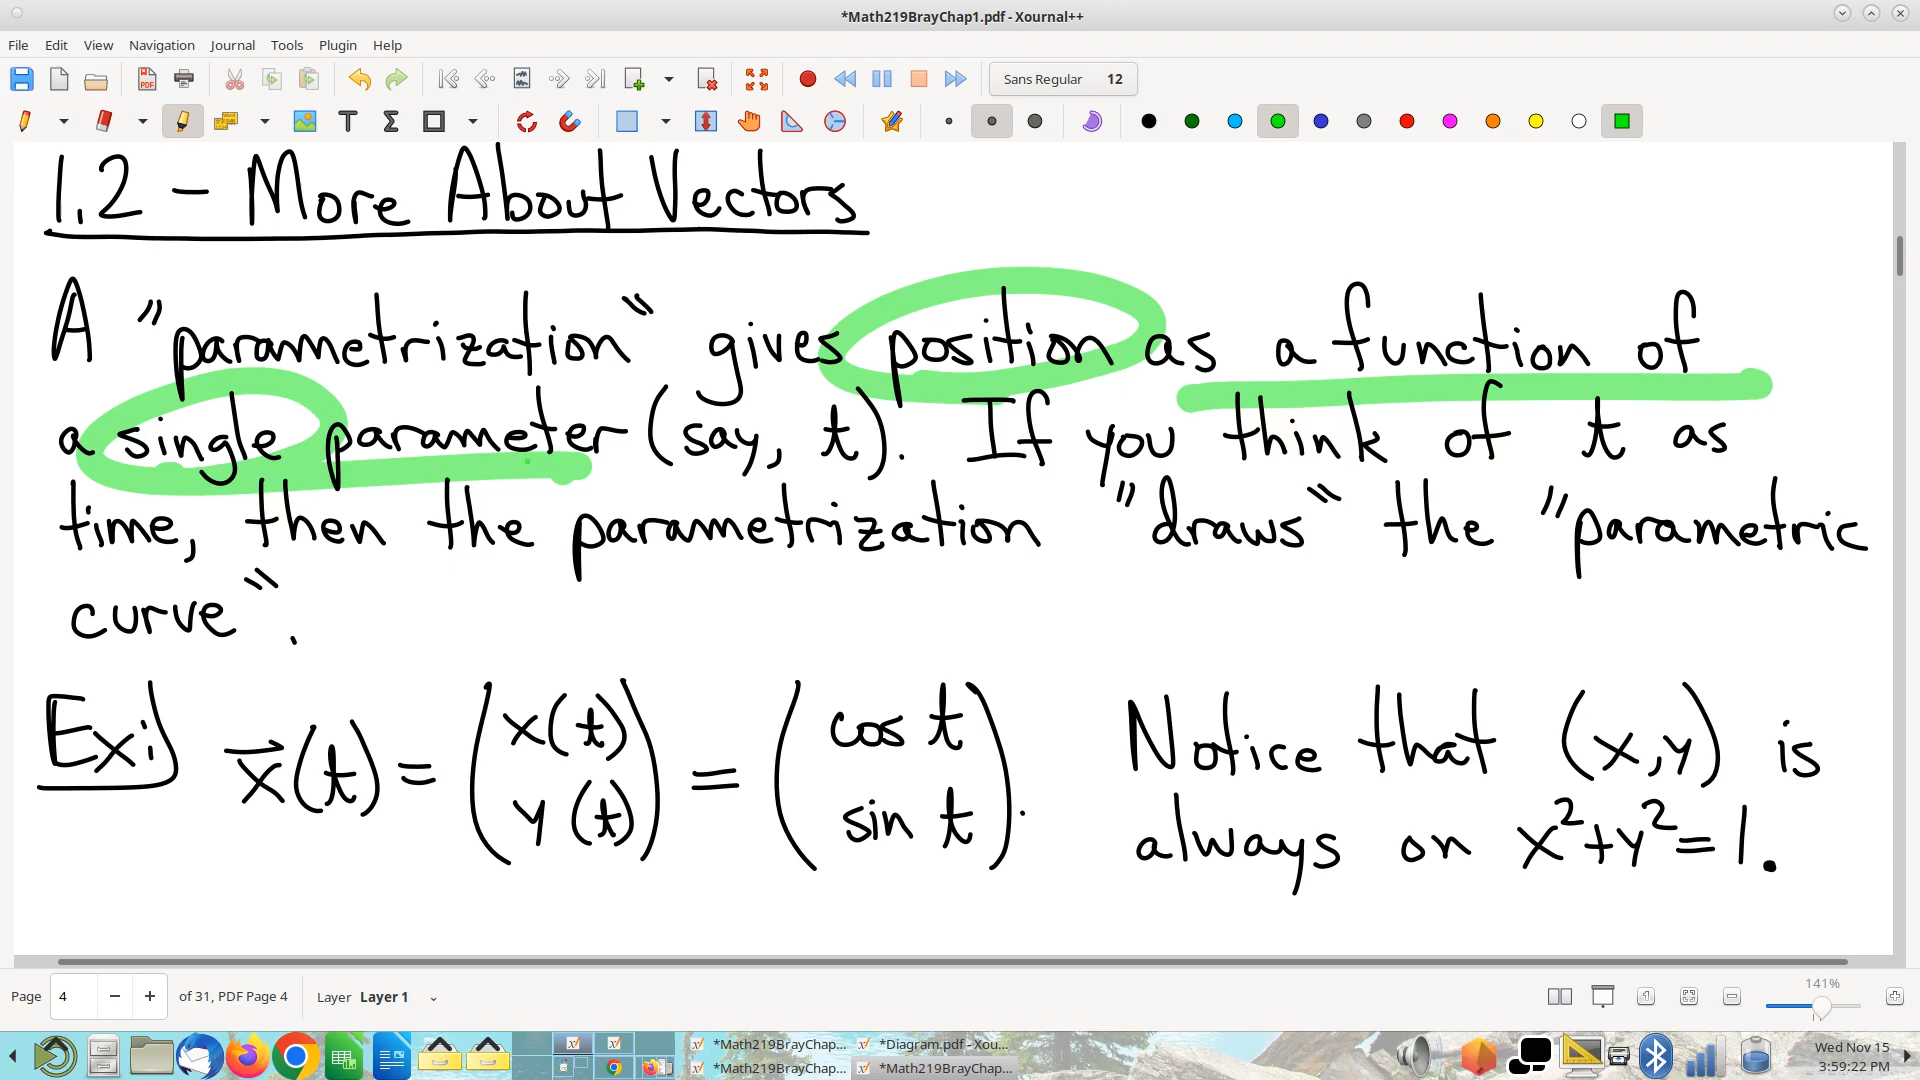 *Math219BrayChap1.pdf - Xournal++
File Edit View Navigation Journal Tools Plugin Help
Sans Regular 12
1.2 - More About Vectors
A "parametrization" gives position as a function of
a single parameter (say, t). If you think of t as
time, then the parametrization "draws" the "parametric
curve".
Ex: x⃗(t) = (x(t) y(t)) = (cos t sin t). Notice that (x,y) is
always on x²+y²=1.
141%
Page 4 of 31, PDF Page 4 Layer Layer 1
*Math219BrayChap... *Diagram.pdf - Xou...
*Math219BrayChap... *Math219BrayChap...
Wed Nov 15
3:59:22 PM